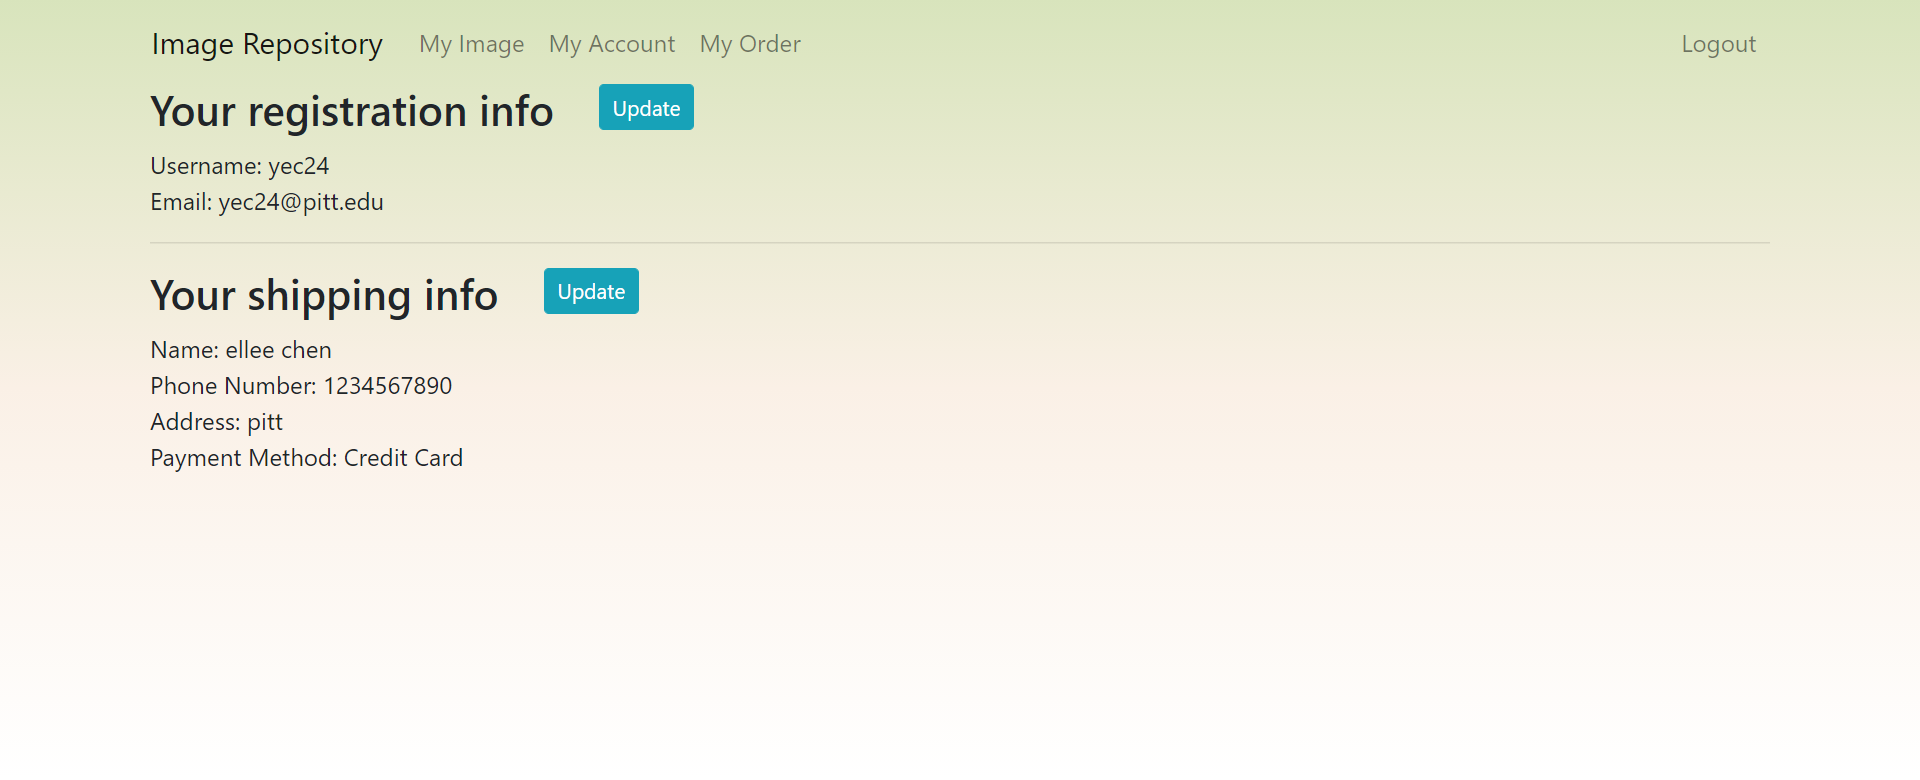 Image Repository My Image My Account My Order Logout
Your registration info Update
Username: yec24
Email: yec24@pitt.edu
Your shipping info Update
Name: ellee chen
Phone Number: 1234567890
Address: pitt
Payment Method: Credit Card